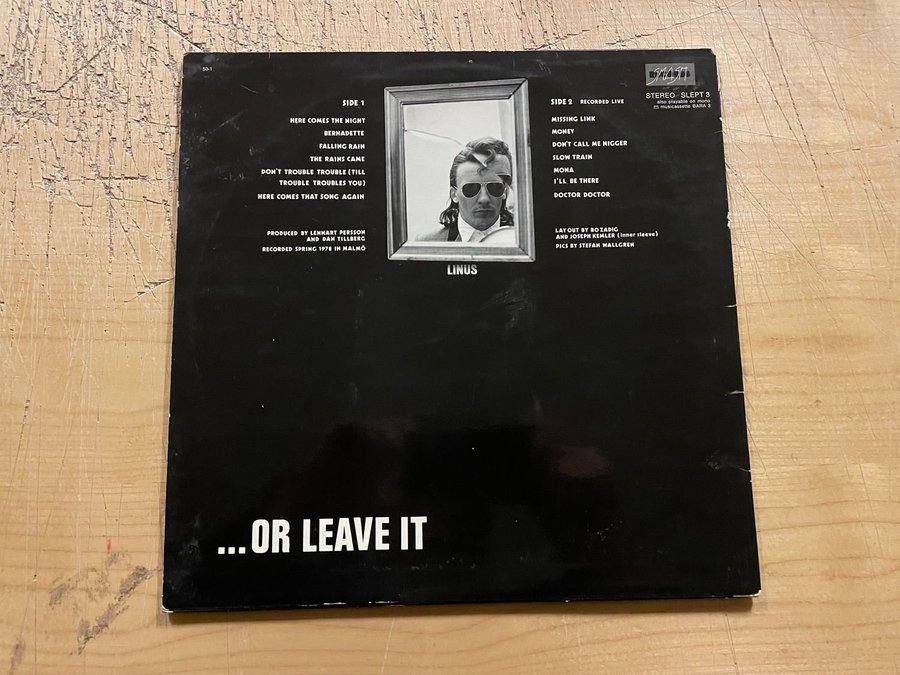 50-1
SMASH
STEREO SLEPT 3
also playable on mono
musicassette BARA 3
SIDE 1
HERE COMES THE NIGHT
BERNADETTE
FALLING RAIN
THE RAINS CAME
DON'T TROUBLE TROUBLE (TILL
TROUBLE TROUBLES YOU)
HERE COMES THAT SONG AGAIN
PRODUCED BY LENNART PERSSON
AND DAN TILLBERG
RECORDED SPRING 1978 IN MALMÖ
SIDE 2 RECORDED LIVE
MISSING LINK
MONEY
DON'T CALL ME NIGGER
SLOW TRAIN
MONA
I'LL BE THERE
DOCTOR DOCTOR
LAY OUT BY BO ZADIG
AND JOSEPH KEMLER (inner sleeve)
PICS BY STEFAN WALLGREN
LINUS
...OR LEAVE IT